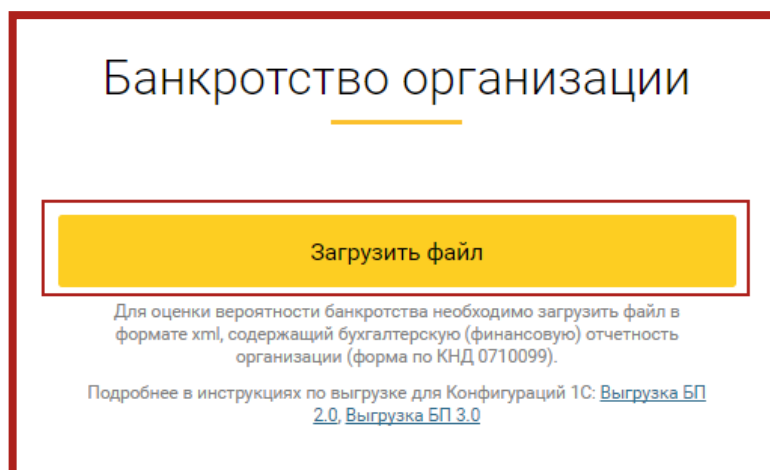 Банкротство организации
Загрузить файл
Для оценки вероятности банкротства необходимо загрузить файл в
формате xml, содержащий бухгалтерскую (финансовую) отчетность
организации (форма по КНД 0710099).
Подробнее в инструкциях по выгрузке для Конфигураций 1С: Выгрузка БП
2.0, Выгрузка БП 3.0